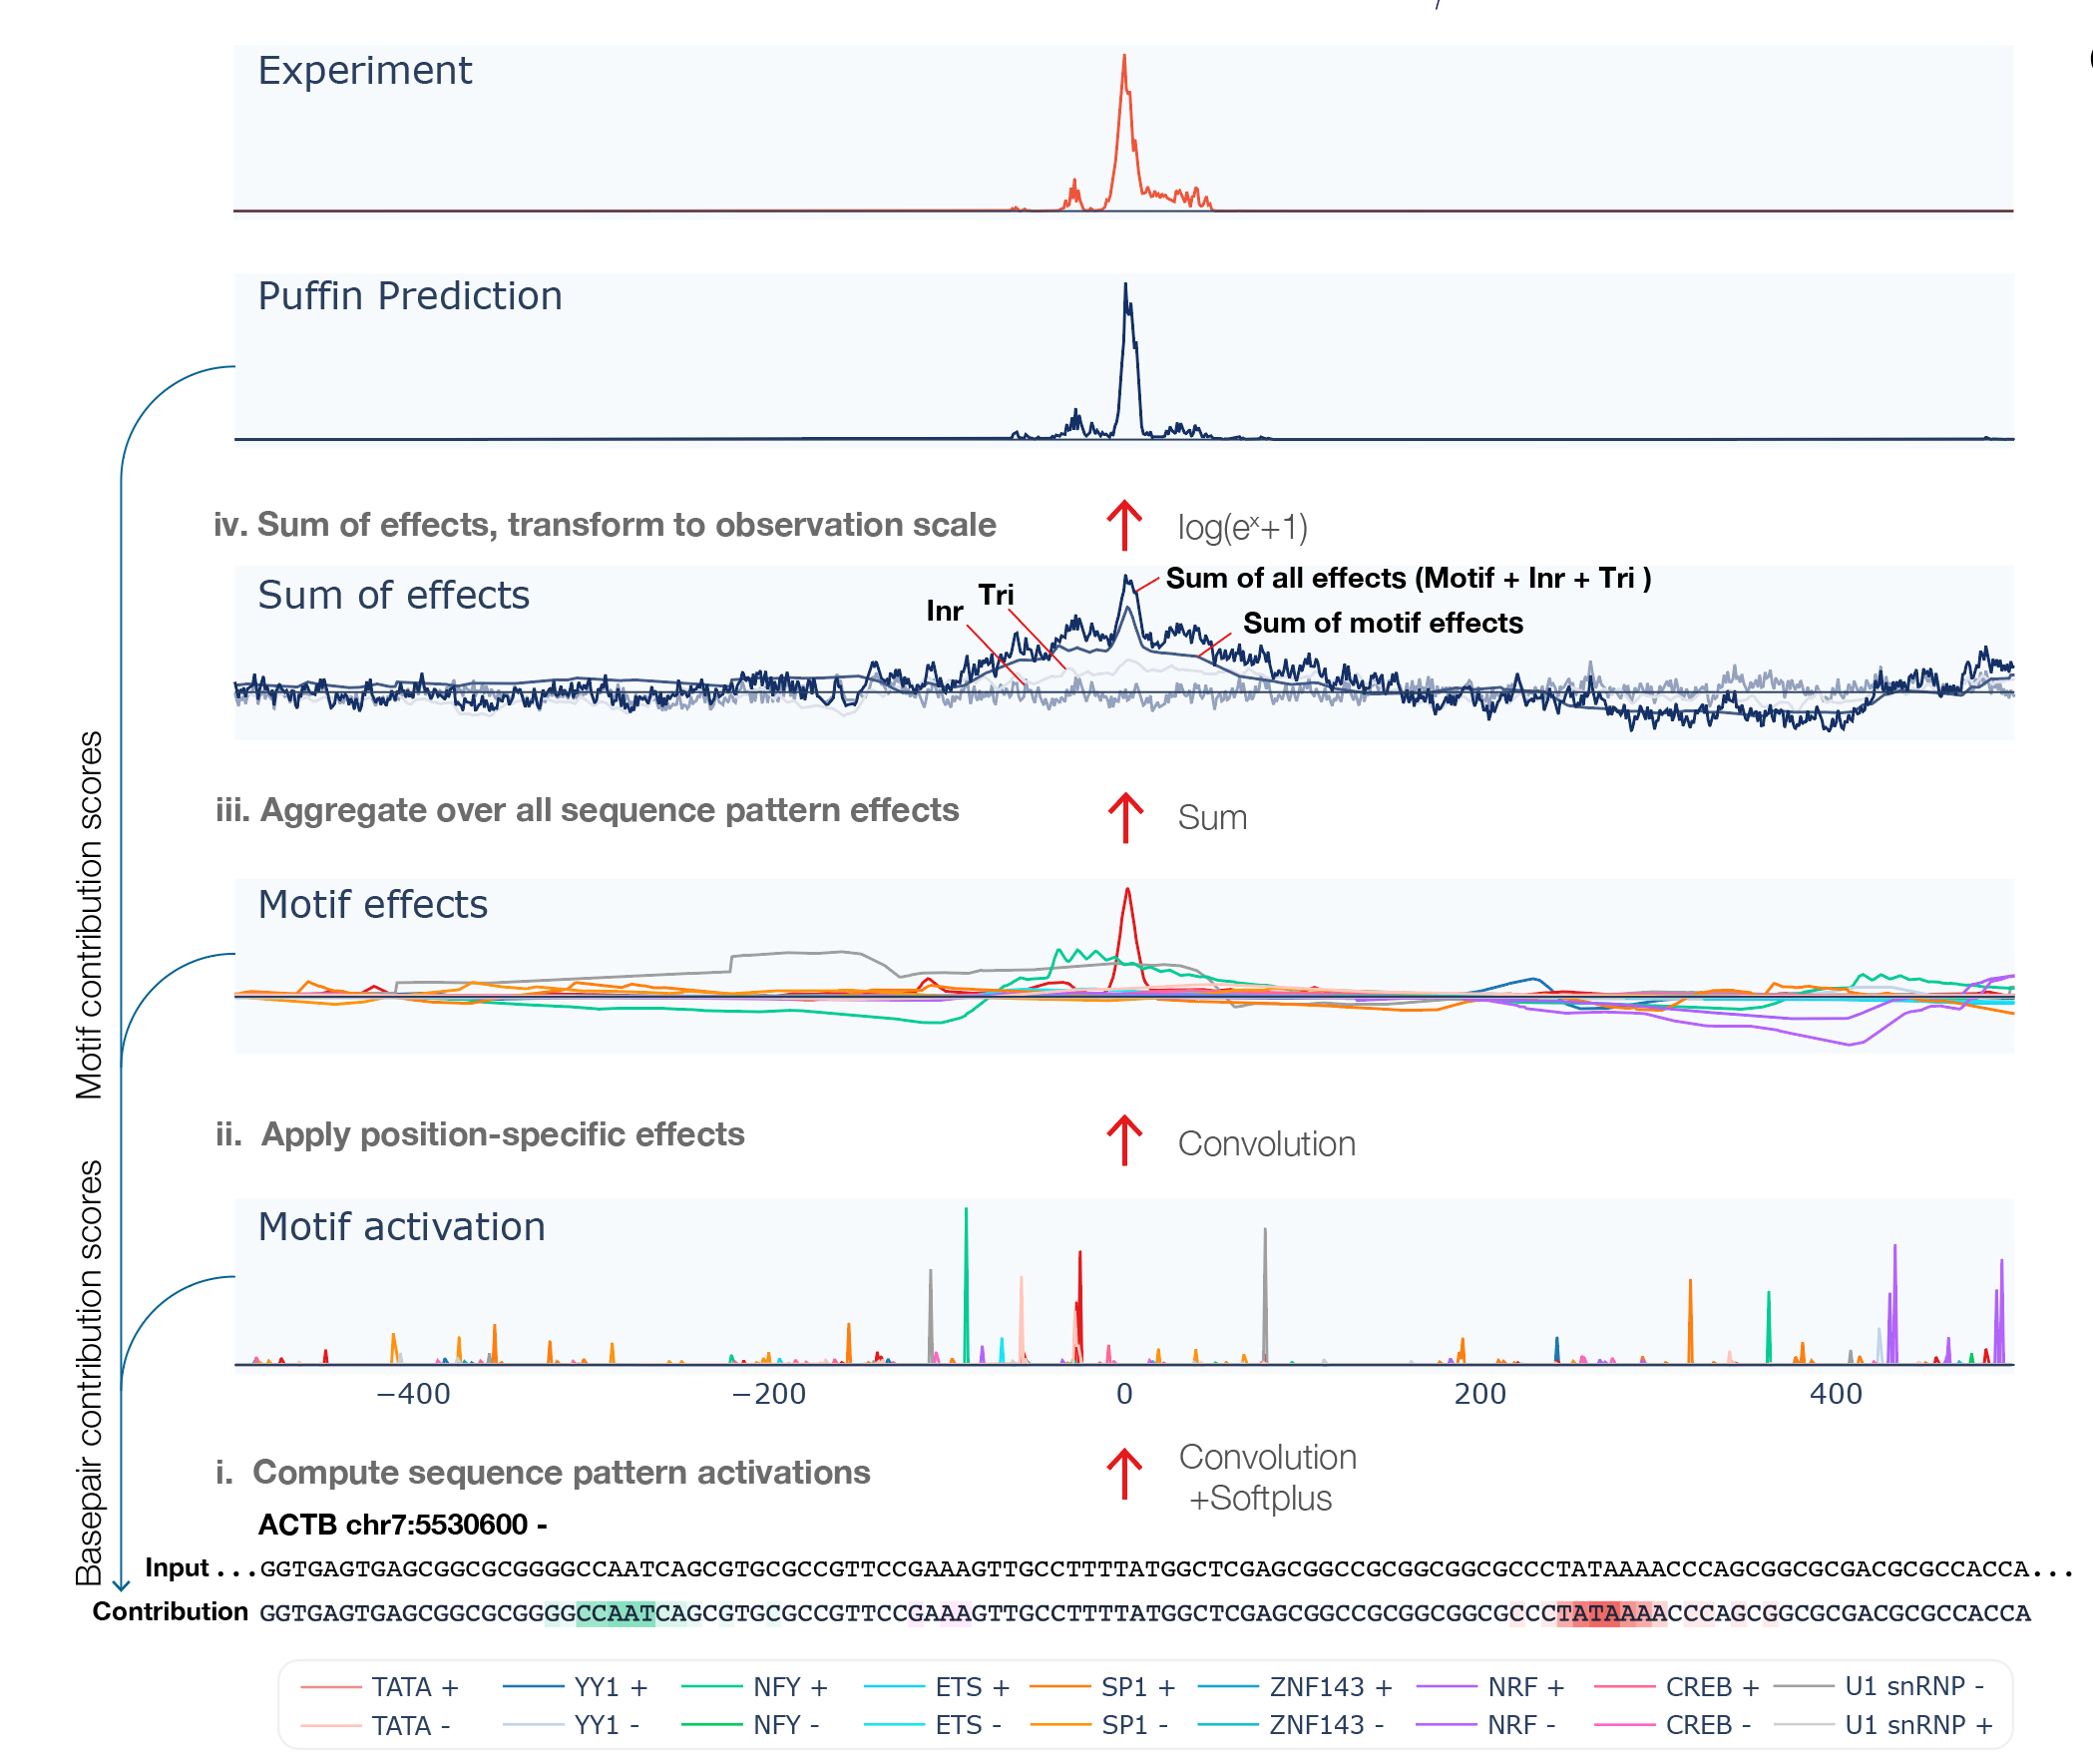 Experiment
Puffin Prediction
iv. Sum of effects, transform to observation scale
log(eˣ+1)
Sum of effects
Inr
Tri
Sum of all effects (Motif + Inr + Tri )
Sum of motif effects
iii. Aggregate over all sequence pattern effects
Sum
Motif effects
ii. Apply position-specific effects
Convolution
Motif activation
−400 −200 0 200 400
i. Compute sequence pattern activations
Convolution
+Softplus
Motif contribution scores
Basepair contribution scores
ACTB chr7:5530600 -
Input ...GGTGAGTGAGCGGCGCGGGGCCAATCAGCGTGCGCCGTTCCGAAAGTTGCCTTTTATGGCTCGAGCGGCCGCGGCGGCGCCCTATAAAACCCAGCGGCGCGACGCGCCACCA...
Contribution GGTGAGTGAGCGGCGCGGGGCCAATCAGCGTGCGCCGTTCCGAAAGTTGCCTTTTATGGCTCGAGCGGCCGCGGCGGCGCCCTATAAAACCCAGCGGCGCGACGCGCCACCA
TATA + YY1 + NFY + ETS + SP1 + ZNF143 + NRF + CREB + U1 snRNP -
TATA - YY1 - NFY - ETS - SP1 - ZNF143 - NRF - CREB - U1 snRNP +